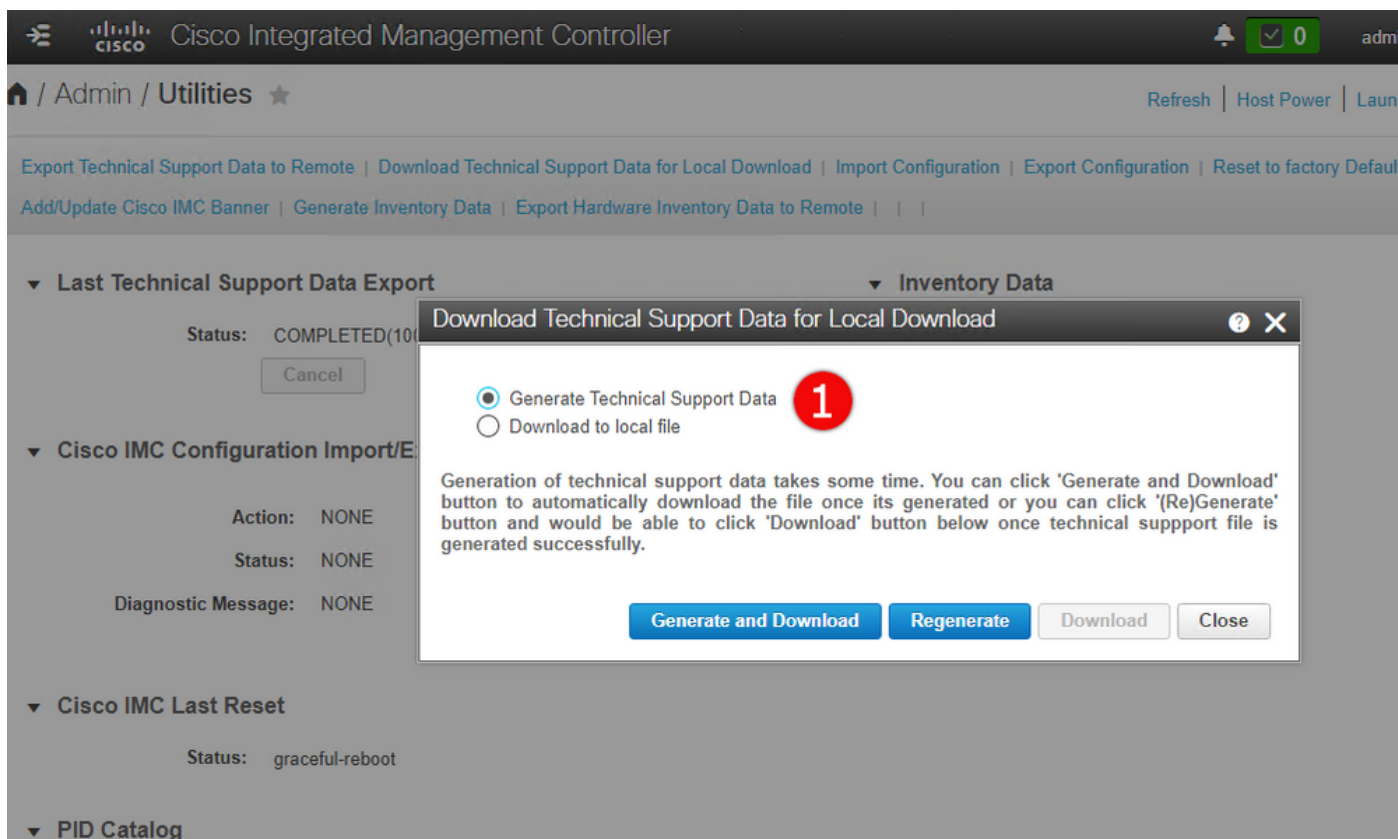 cisco Cisco Integrated Management Controller 0 adm
/ Admin / Utilities
Refresh | Host Power | Laun
Export Technical Support Data to Remote | Download Technical Support Data for Local Download | Import Configuration | Export Configuration | Reset to factory Defaul
Add/Update Cisco IMC Banner | Generate Inventory Data | Export Hardware Inventory Data to Remote | | |
Last Technical Support Data Export
Status: COMPLETED(10
Cancel
Inventory Data
Download Technical Support Data for Local Download ?
Generate Technical Support Data 1
Download to local file
Generation of technical support data takes some time. You can click 'Generate and Download'
button to automatically download the file once its generated or you can click '(Re)Generate'
button and would be able to click 'Download' button below once technical suppport file is
generated successfully.
Generate and Download Regenerate Download Close
Cisco IMC Configuration Import/E
Action: NONE
Status: NONE
Diagnostic Message: NONE
Cisco IMC Last Reset
Status: graceful-reboot
PID Catalog